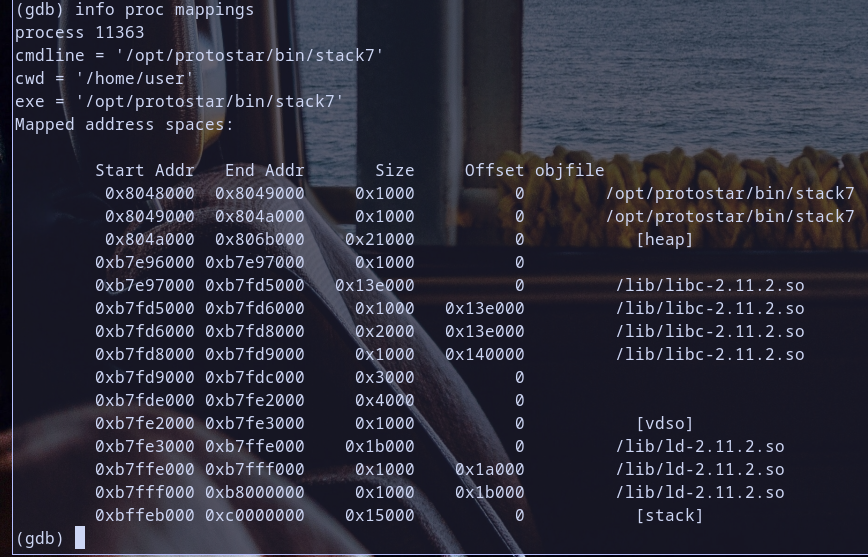 (gdb) info proc mappings
process 11363
cmdline = '/opt/protostar/bin/stack7'
cwd = '/home/user'
exe = '/opt/protostar/bin/stack7'
Mapped address spaces:
Start Addr End Addr Size Offset objfile
0x8048000 0x8049000 0x1000 0 /opt/protostar/bin/stack7
0x8049000 0x804a000 0x1000 0 /opt/protostar/bin/stack7
0x804a000 0x806b000 0x21000 0 [heap]
0xb7e96000 0xb7e97000 0x1000 0
0xb7e97000 0xb7fd5000 0x13e000 0 /lib/libc-2.11.2.so
0xb7fd5000 0xb7fd6000 0x1000 0x13e000 /lib/libc-2.11.2.so
0xb7fd6000 0xb7fd8000 0x2000 0x13e000 /lib/libc-2.11.2.so
0xb7fd8000 0xb7fd9000 0x1000 0x140000 /lib/libc-2.11.2.so
0xb7fd9000 0xb7fdc000 0x3000 0
0xb7fde000 0xb7fe2000 0x4000 0
0xb7fe2000 0xb7fe3000 0x1000 0 [vdso]
0xb7fe3000 0xb7ffe000 0x1b000 0 /lib/ld-2.11.2.so
0xb7ffe000 0xb7fff000 0x1000 0x1a000 /lib/ld-2.11.2.so
0xb7fff000 0xb8000000 0x1000 0x1b000 /lib/ld-2.11.2.so
0xbffeb000 0xc0000000 0x15000 0 [stack]
(gdb)